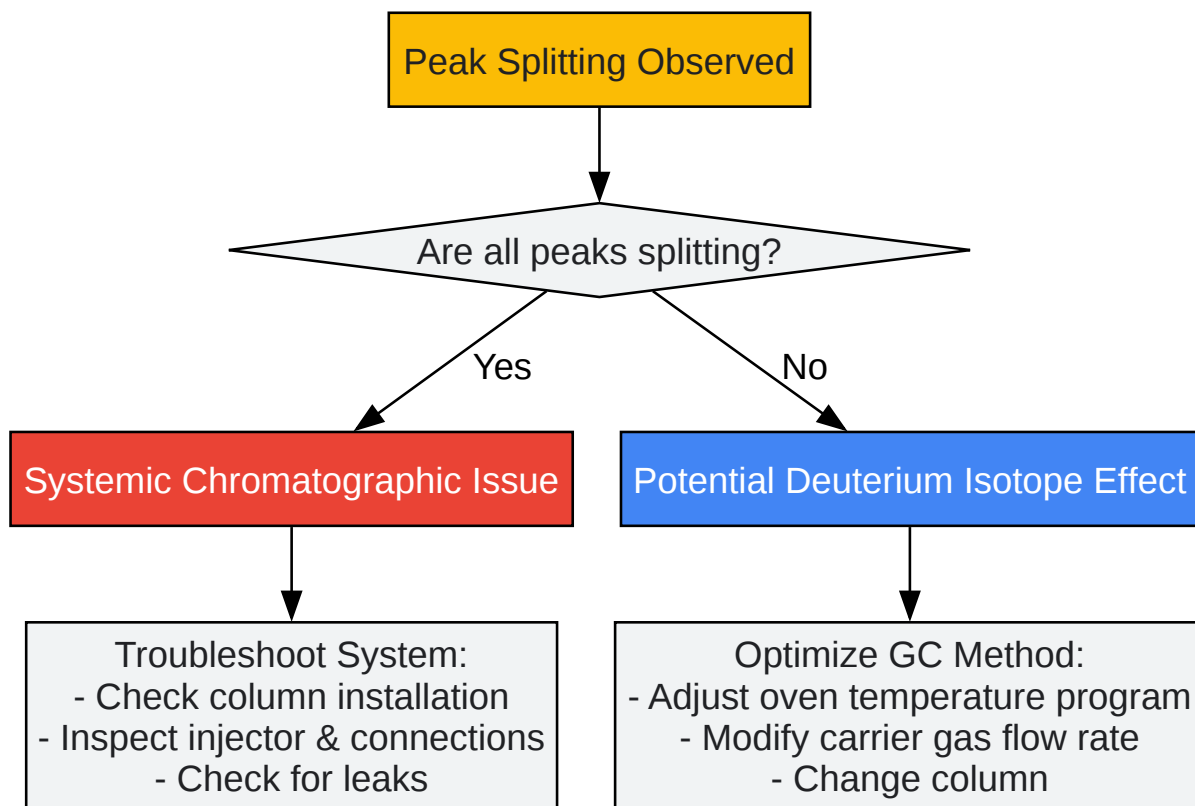 Peak Splitting Observed
Are all peaks splitting?
Yes
No
Systemic Chromatographic Issue
Potential Deuterium Isotope Effect
Troubleshoot System:
- Check column installation
- Inspect injector & connections
- Check for leaks
Optimize GC Method:
- Adjust oven temperature program
- Modify carrier gas flow rate
- Change column